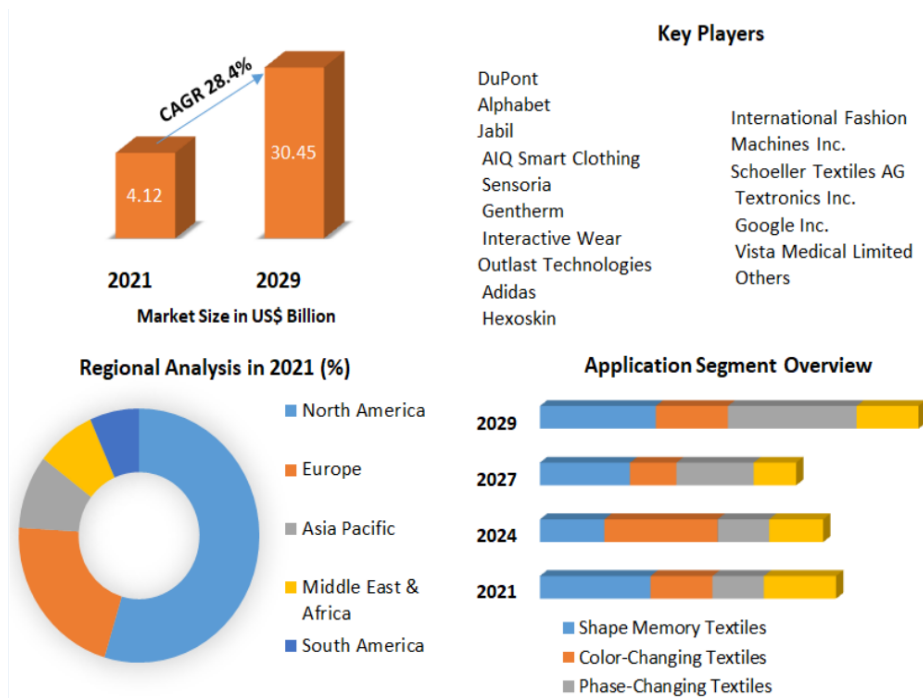 CAGR 28.4%
4.12
30.45
2021
2029
Market Size in US$ Billion
Key Players
DuPont
Alphabet
Jabil
AIQ Smart Clothing
Sensoria
Gentherm
Interactive Wear
Outlast Technologies
Adidas
Hexoskin
International Fashion
Machines Inc.
Schoeller Textiles AG
Textronics Inc.
Google Inc.
Vista Medical Limited
Others
Regional Analysis in 2021 (%)
North America
Europe
Asia Pacific
Middle East &
Africa
South America
Application Segment Overview
2029
2027
2024
2021
Shape Memory Textiles
Color-Changing Textiles
Phase-Changing Textiles